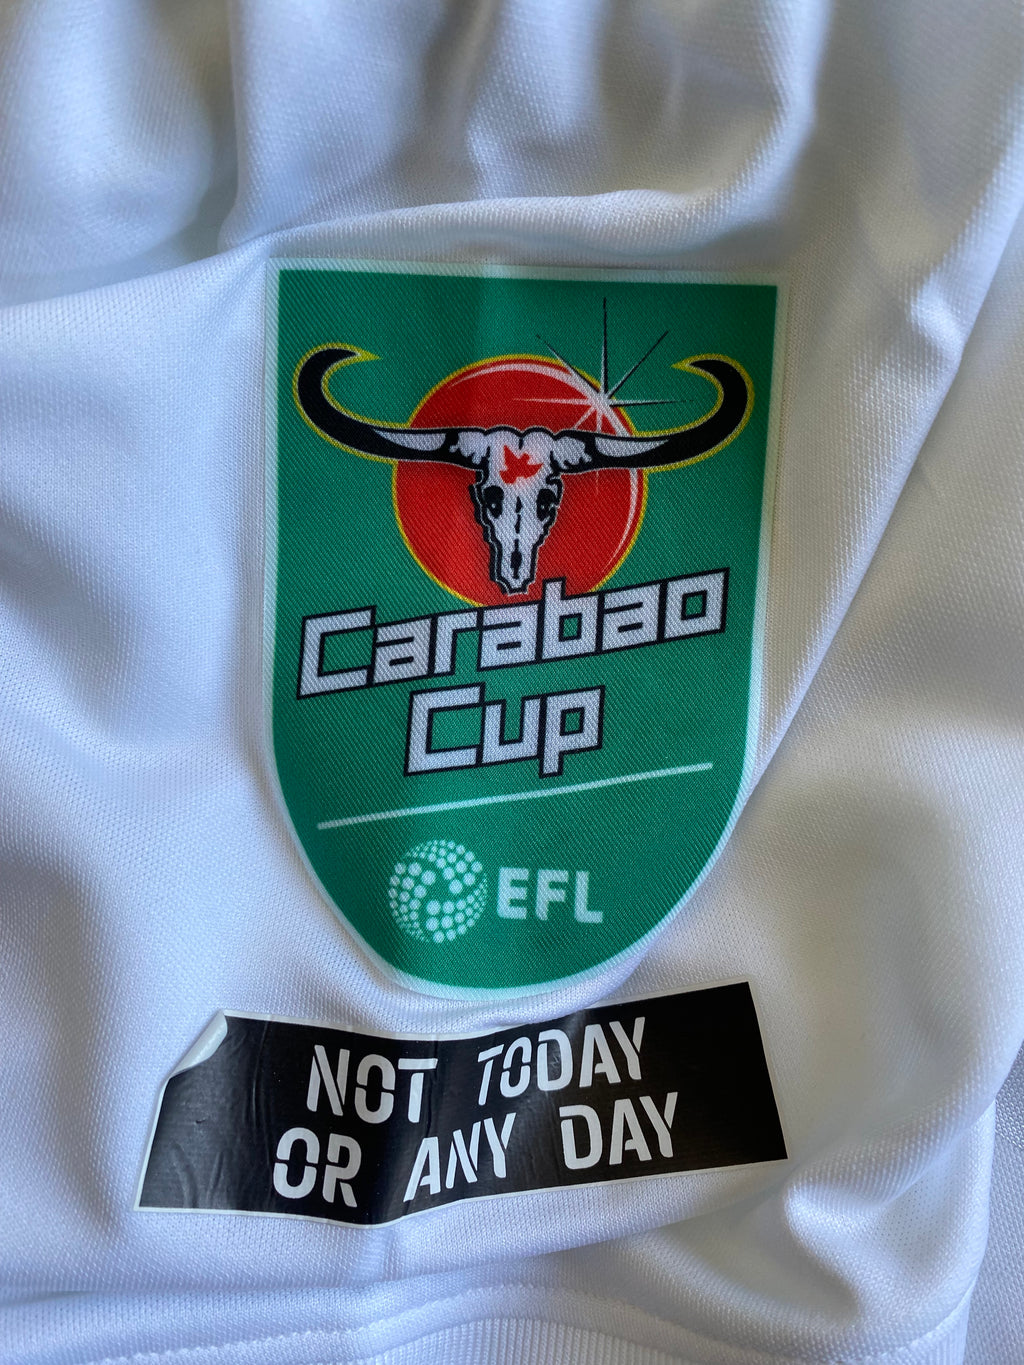 Carabao
Cup
EFL
NOT TODAY
OR ANY DAY